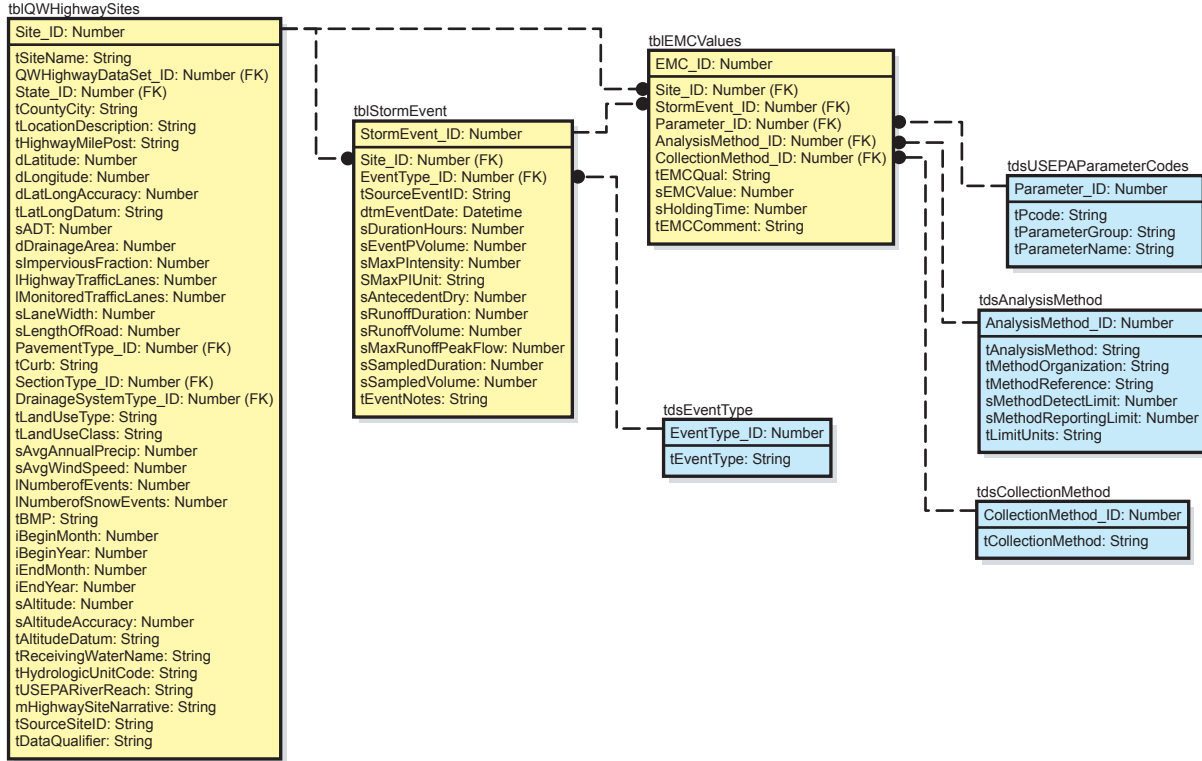 tblQWHighwaySites
Site_ID: Number
tSiteName: String
QWHighwayDataSet_ID: Number (FK)
State_ID: Number (FK)
tCountyCity: String
tLocationDescription: String
tHighwayMilePost: String
dLatitude: Number
dLongitude: Number
dLatLongAccuracy: Number
tLatLongDatum: String
sADT: Number
dDrainageArea: Number
sImperviousFraction: Number
lHighwayTrafficLanes: Number
lMonitoredTrafficLanes: Number
sLaneWidth: Number
sLengthOfRoad: Number
PavementType_ID: Number (FK)
tCurb: String
SectionType_ID: Number (FK)
DrainageSystemType_ID: Number (FK)
tLandUseType: String
tLandUseClass: String
sAvgAnnualPrecip: Number
sAvgWindSpeed: Number
lNumberofEvents: Number
lNumberofSnowEvents: Number
tBMP: String
iBeginMonth: Number
iBeginYear: Number
iEndMonth: Number
iEndYear: Number
sAltitude: Number
sAltitudeAccuracy: Number
tAltitudeDatum: String
tReceivingWaterName: String
tHydrologicUnitCode: String
tUSEPARiverReach: String
mHighwaySiteNarrative: String
tSourceSiteID: String
tDataQualifier: String
tblStormEvent
StormEvent_ID: Number
Site_ID: Number (FK)
EventType_ID: Number (FK)
tSourceEventID: String
dtmEventDate: Datetime
sDurationHours: Number
sEventPVolume: Number
sMaxPIntensity: Number
SMaxPIUnit: String
sAntecedentDry: Number
sRunoffDuration: Number
sRunoffVolume: Number
sMaxRunoffPeakFlow: Number
sSampledDuration: Number
sSampledVolume: Number
tEventNotes: String
tblEMCValues
EMC_ID: Number
Site_ID: Number (FK)
StormEvent_ID: Number (FK)
Parameter_ID: Number (FK)
AnalysisMethod_ID: Number (FK)
CollectionMethod_ID: Number (FK)
tEMCQual: String
sEMCValue: Number
sHoldingTime: Number
tEMCComment: String
tdsEventType
EventType_ID: Number
tEventType: String
tdsUSEPAParameterCodes
Parameter_ID: Number
tPcode: String
tParameterGroup: String
tParameterName: String
tdsAnalysisMethod
AnalysisMethod_ID: Number
tAnalysisMethod: String
tMethodOrganization: String
tMethodReference: String
sMethodDetectLimit: Number
sMethodReportingLimit: Number
tLimitUnits: String
tdsCollectionMethod
CollectionMethod_ID: Number
tCollectionMethod: String